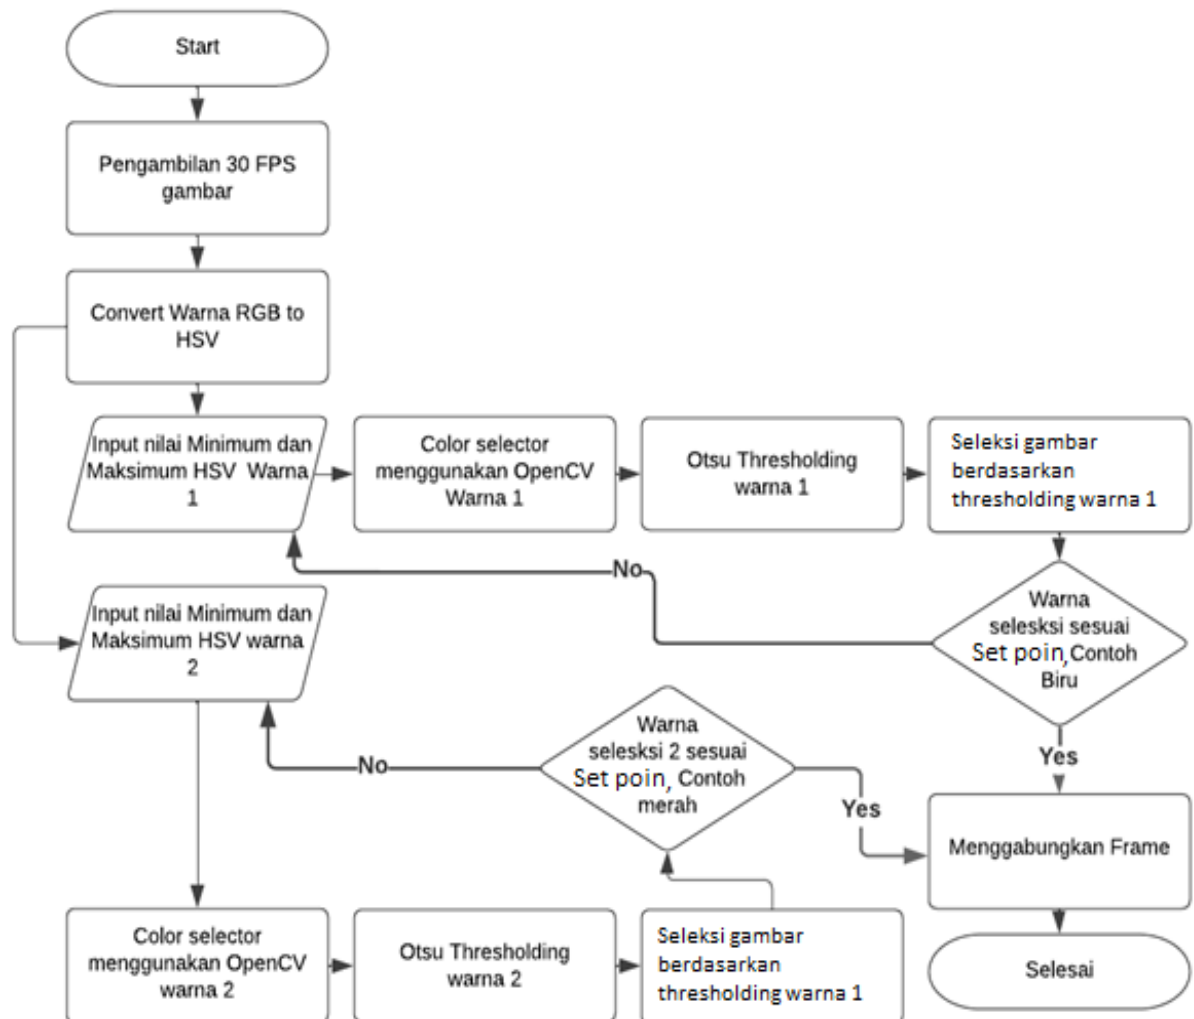 Start
Pengambilan 30 FPS
gambar
Convert Warna RGB to
HSV
Input nilai Minimum dan
Maksimum HSV Warna
1
Color selector
menggunakan OpenCV
Warna 1
Otsu Thresholding
warna 1
Seleksi gambar
berdasarkan
thresholding warna 1
No
Warna
selesksi sesuai
Set poin, Contoh
Biru
Yes
Input nilai Minimum dan
Maksimum HSV warna
2
No
Warna
selesksi 2 sesuai
Set poin, Contoh
merah
Yes
Menggabungkan Frame
Color selector
menggunakan OpenCV
warna 2
Otsu Thresholding
warna 2
Seleksi gambar
berdasarkan
thresholding warna 1
Selesai